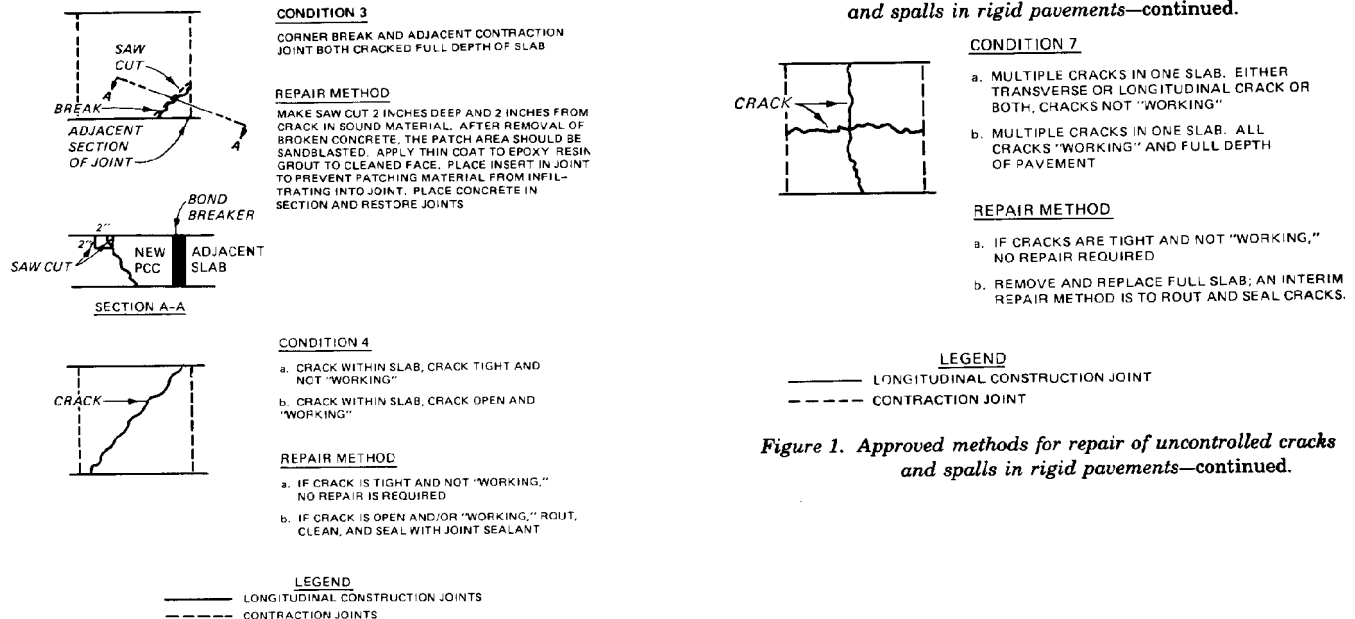 CONDITION 3
CORNER BREAK AND ADJACENT CONTRACTION
JOINT BOTH CRACKED FULL DEPTH OF SLAB
SAW
CUT
A
BREAK
ADJACENT
SECTION
OF JOINT
A
REPAIR METHOD
MAKE SAW CUT 2 INCHES DEEP AND 2 INCHES FROM
CRACK IN SOUND MATERIAL. AFTER REMOVAL OF
BROKEN CONCRETE, THE PATCH AREA SHOULD BE
SANDBLASTED. APPLY THIN COAT TO EPOXY RESIN
GROUT TO CLEANED FACE. PLACE INSERT IN JOINT
TO PREVENT PATCHING MATERIAL FROM INFIL-
TRATING INTO JOINT. PLACE CONCRETE IN
SECTION AND RESTORE JOINTS
BOND
BREAKER
2"
2"
SAW CUT
NEW
PCC
ADJACENT
SLAB
SECTION A-A
CONDITION 4
a. CRACK WITHIN SLAB, CRACK TIGHT AND
NOT "WORKING"
b. CRACK WITHIN SLAB, CRACK OPEN AND
"WORKING"
CRACK
REPAIR METHOD
a. IF CRACK IS TIGHT AND NOT "WORKING,"
NO REPAIR IS REQUIRED
b. IF CRACK IS OPEN AND/OR "WORKING," ROUT,
CLEAN, AND SEAL WITH JOINT SEALANT
LEGEND
LONGITUDINAL CONSTRUCTION JOINTS
CONTRACTION JOINTS
and spalls in rigid pavements—continued.
CONDITION 7
a. MULTIPLE CRACKS IN ONE SLAB. EITHER
TRANSVERSE OR LONGITUDINAL CRACK OR
BOTH, CRACKS NOT "WORKING"
b. MULTIPLE CRACKS IN ONE SLAB. ALL
CRACKS "WORKING" AND FULL DEPTH
OF PAVEMENT
CRACK
REPAIR METHOD
a. IF CRACKS ARE TIGHT AND NOT "WORKING,"
NO REPAIR REQUIRED
b. REMOVE AND REPLACE FULL SLAB; AN INTERIM
REPAIR METHOD IS TO ROUT AND SEAL CRACKS.
LEGEND
LONGITUDINAL CONSTRUCTION JOINT
CONTRACTION JOINT
Figure 1. Approved methods for repair of uncontrolled cracks
and spalls in rigid pavements—continued.